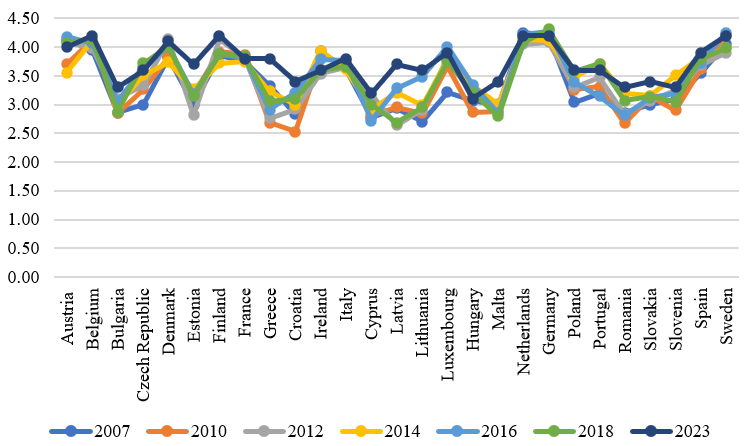 4.50
4.00
3.50
3.00
2.50
2.00
1.50
1.00
0.50
0.00
Austria
Belgium
Bulgaria
Czech Republic
Denmark
Estonia
Finland
France
Greece
Croatia
Ireland
Italy
Cyprus
Latvia
Lithuania
Luxembourg
Hungary
Malta
Netherlands
Germany
Poland
Portugal
Romania
Slovakia
Slovenia
Spain
Sweden
2007 2010 2012 2014 2016 2018 2023